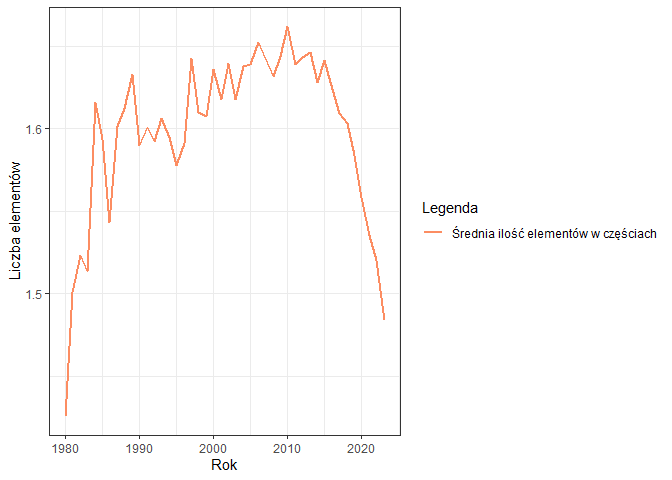 Liczba elementów
1.6
1.5
1980 1990 2000 2010 2020
Rok
Legenda
Średnia ilość elementów w częściach